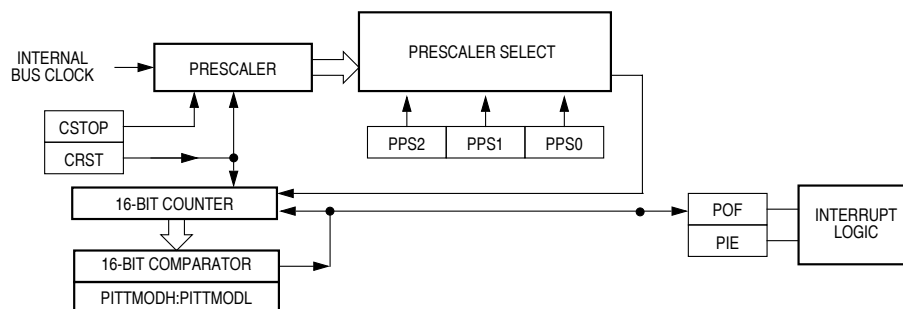 INTERNAL
BUS CLOCK
PRESCALER
PRESCALER SELECT
CSTOP
CRST
PPS2
PPS1
PPS0
16-BIT COUNTER
POF
PIE
INTERRUPT
LOGIC
16-BIT COMPARATOR
PITTMODH:PITTMODL